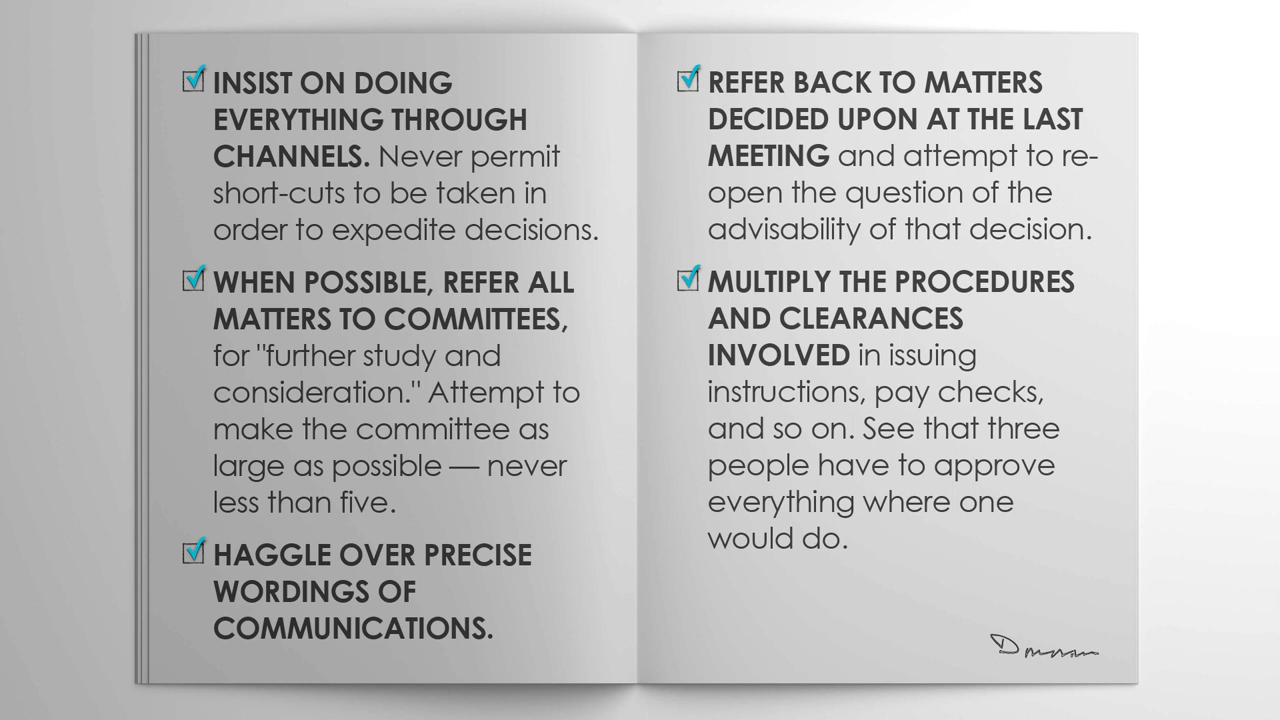 INSIST ON DOING
EVERYTHING THROUGH
CHANNELS. Never permit
short-cuts to be taken in
order to expedite decisions.
WHEN POSSIBLE, REFER ALL
MATTERS TO COMMITTEES,
for "further study and
consideration." Attempt to
make the committee as
large as possible — never
less than five.
HAGGLE OVER PRECISE
WORDINGS OF
COMMUNICATIONS.
REFER BACK TO MATTERS
DECIDED UPON AT THE LAST
MEETING and attempt to re-
open the question of the
advisability of that decision.
MULTIPLY THE PROCEDURES
AND CLEARANCES
INVOLVED in issuing
instructions, pay checks,
and so on. See that three
people have to approve
everything where one
would do.